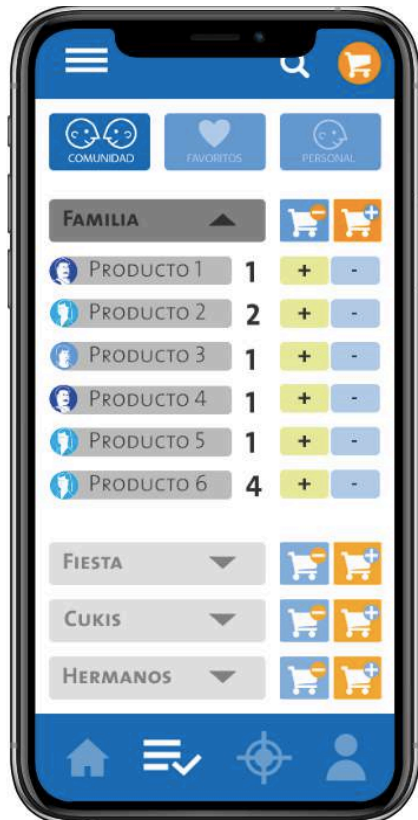 COMUNIDAD FAVORITOS PERSONAL
FAMILIA
PRODUCTO 1 1 + -
PRODUCTO 2 2 + -
PRODUCTO 3 1 + -
PRODUCTO 4 1 + -
PRODUCTO 5 1 + -
PRODUCTO 6 4 + -
FIESTA
CUKIS
HERMANOS